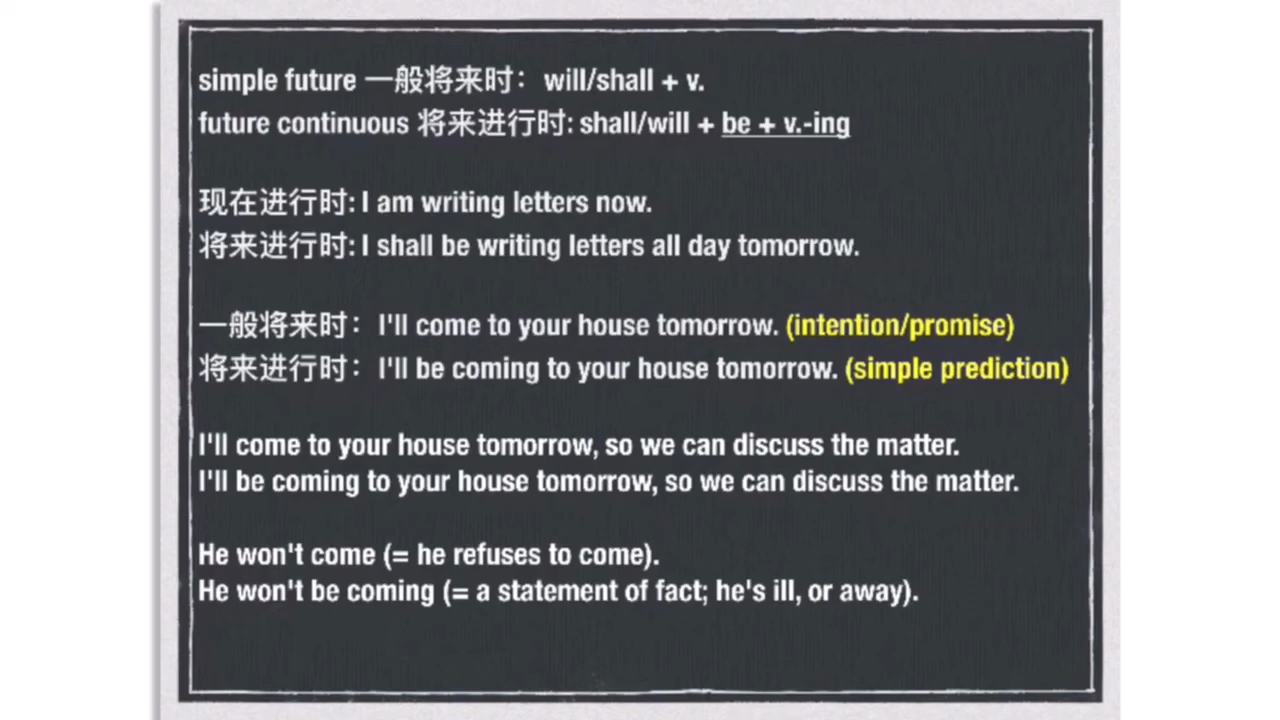 simple future 一般将来时： will/shall + v.
future continuous 将来进行时: shall/will + be + v.-ing
现在进行时: I am writing letters now.
将来进行时: I shall be writing letters all day tomorrow.
一般将来时： I'll come to your house tomorrow. (intention/promise)
将来进行时： I'll be coming to your house tomorrow. (simple prediction)
I'll come to your house tomorrow, so we can discuss the matter.
I'll be coming to your house tomorrow, so we can discuss the matter.
He won't come (= he refuses to come).
He won't be coming (= a statement of fact; he's ill, or away).